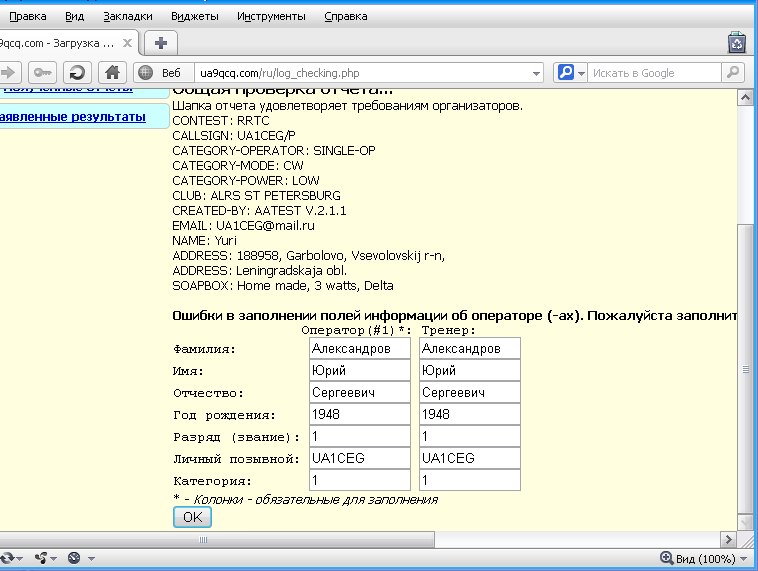 Правка Вид Закладки Виджеты Инструменты Справка
9qcq.com - Загрузка ...
Веб ua9qcq.com/ru/log_checking.php Искать в Google
Полученные отчеты Общая проверка отчета...
Шапка отчета удовлетворяет требованиям организаторов.
CONTEST: RRTC
аявленные результаты
CALLSIGN: UA1CEG/P
CATEGORY-OPERATOR: SINGLE-OP
CATEGORY-MODE: CW
CATEGORY-POWER: LOW
CLUB: ALRS ST PETERSBURG
CREATED-BY: AATEST V.2.1.1
EMAIL: UA1CEG@mail.ru
NAME: Yuri
ADDRESS: 188958, Garbolovo, Vsevolovskij r-n,
ADDRESS: Leningradskaja obl.
SOAPBOX: Home made, 3 watts, Delta
Ошибки в заполнении полей информации об операторе (-ах). Пожалуйста заполнит
Оператор(#1)*: Тренер:
Фамилия: Александров Александров
Имя: Юрий Юрий
Отчество: Сергеевич Сергеевич
Год рождения: 1948 1948
Разряд (звание): 1 1
Личный позывной: UA1CEG UA1CEG
Категория: 1 1
* - Колонки - обязательные для заполнения
OK
Вид (100%)